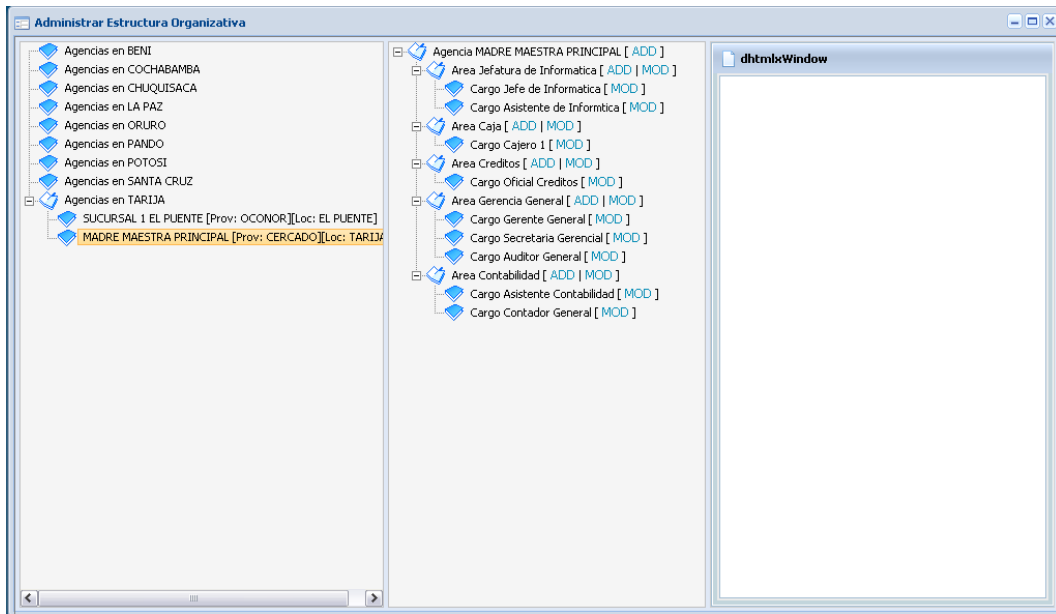 Administrar Estructura Organizativa
Agencias en BENI
Agencias en COCHABAMBA
Agencias en CHUQUISACA
Agencias en LA PAZ
Agencias en ORURO
Agencias en PANDO
Agencias en POTOSI
Agencias en SANTA CRUZ
Agencias en TARIJA
SUCURSAL 1 EL PUENTE [Prov: OCONOR][Loc: EL PUENTE]
MADRE MAESTRA PRINCIPAL [Prov: CERCADO][Loc: TARIJA
Agencia MADRE MAESTRA PRINCIPAL [ ADD ]
Area Jefatura de Informatica [ ADD | MOD ]
Cargo Jefe de Informatica [ MOD ]
Cargo Asistente de Informtica [ MOD ]
Area Caja [ ADD | MOD ]
Cargo Cajero 1 [ MOD ]
Area Creditos [ ADD | MOD ]
Cargo Oficial Creditos [ MOD ]
Area Gerencia General [ ADD | MOD ]
Cargo Gerente General [ MOD ]
Cargo Secretaria Gerencial [ MOD ]
Cargo Auditor General [ MOD ]
Area Contabilidad [ ADD | MOD ]
Cargo Asistente Contabilidad [ MOD ]
Cargo Contador General [ MOD ]
dhtmlxWindow